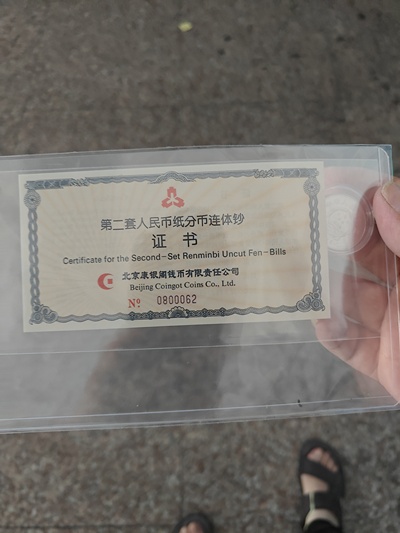 第二套人民币纸分币连体钞
证书
Certificate for the Second-Set Renminbi Uncut Fen-Bills
北京康银阁钱币有限责任公司
Beijing Coingot Coins Co., Ltd.
Nº 0800062